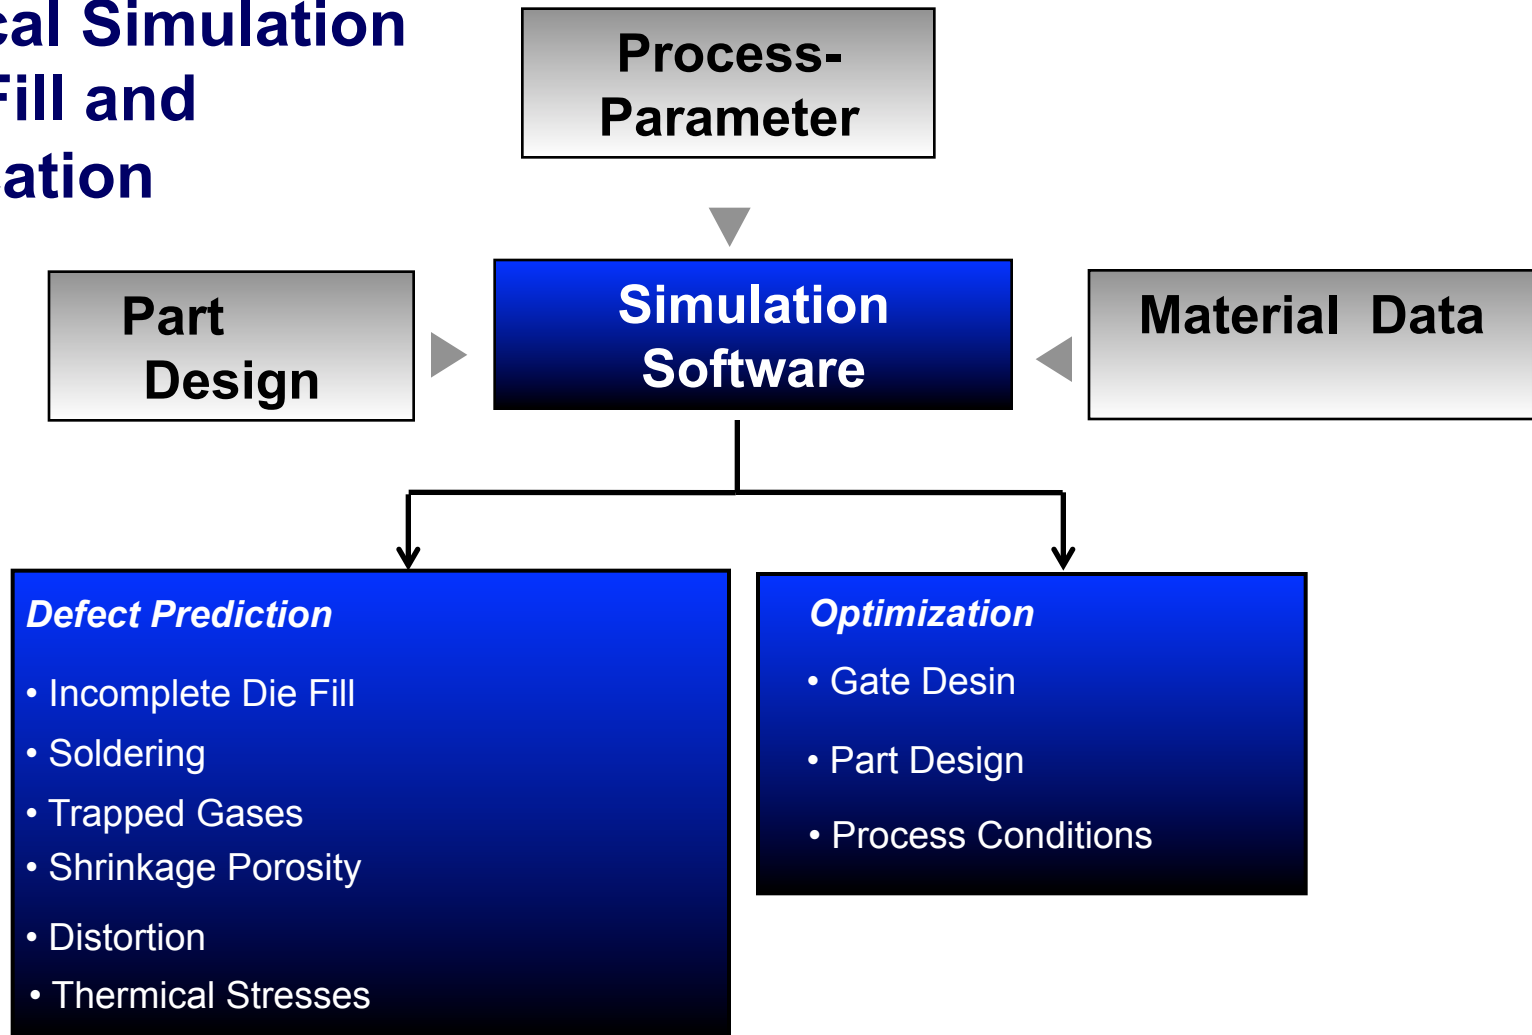 cal Simulation
Fill and
cation
Process-
Parameter
Part
Design
Simulation
Software
Material Data
Defect Prediction
• Incomplete Die Fill
• Soldering
• Trapped Gases
• Shrinkage Porosity
• Distortion
• Thermical Stresses
Optimization
• Gate Desin
• Part Design
• Process Conditions